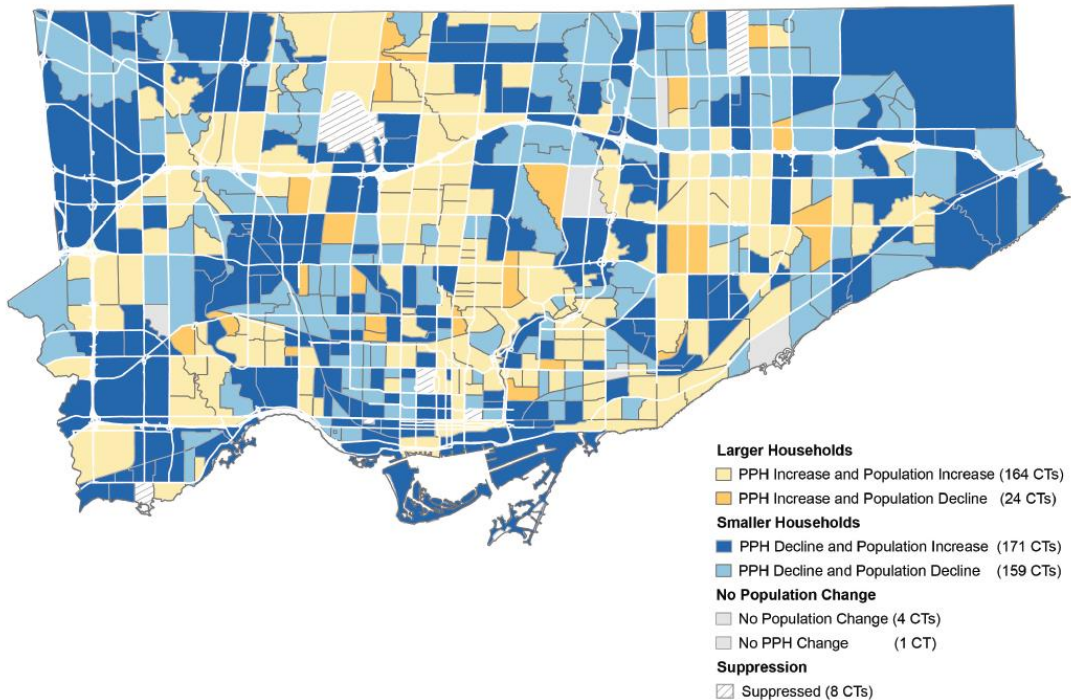 Larger Households
PPH Increase and Population Increase (164 CTs)
PPH Increase and Population Decline (24 CTs)
Smaller Households
PPH Decline and Population Increase (171 CTs)
PPH Decline and Population Decline (159 CTs)
No Population Change
No Population Change (4 CTs)
No PPH Change (1 CT)
Suppression
Suppressed (8 CTs)